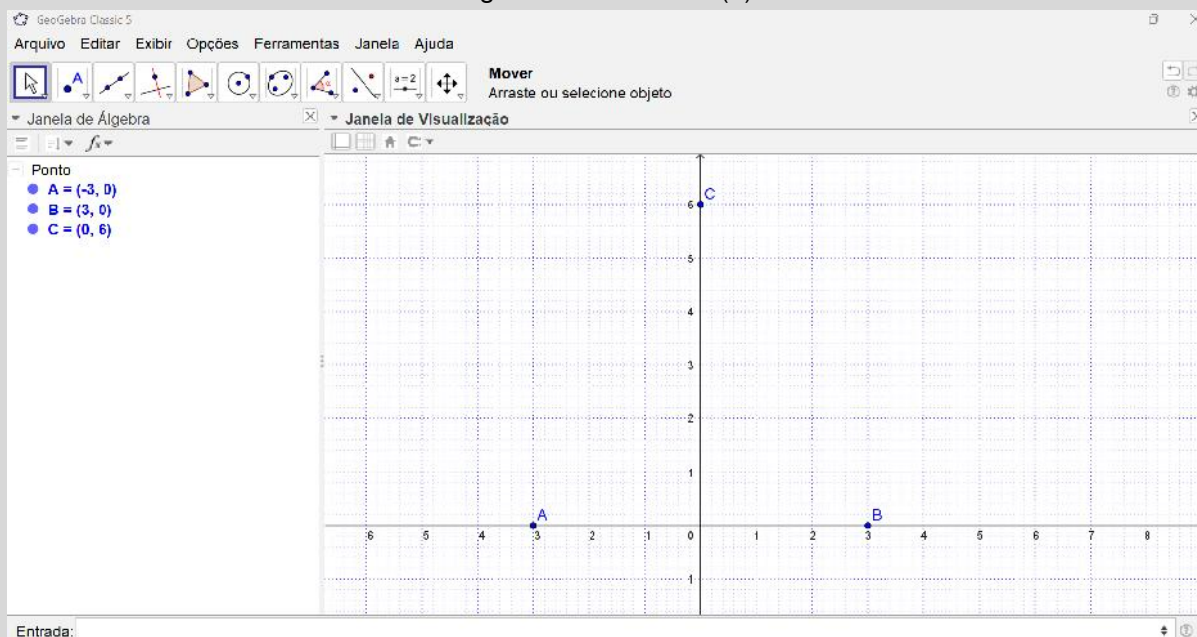 GeoGebra Classic 5
Arquivo Editar Exibir Opções Ferramentas Janela Ajuda
A
a=2
Mover
Arraste ou selecione objeto
Janela de Álgebra
Janela de Visualização
fx
Ponto
A = (-3, 0)
B = (3, 0)
C = (0, 6)
C
6
5
4
3
2
1
A
B
6 5 4 3 2 1 0 1 2 3 4 5 6 7 8
1
Entrada: